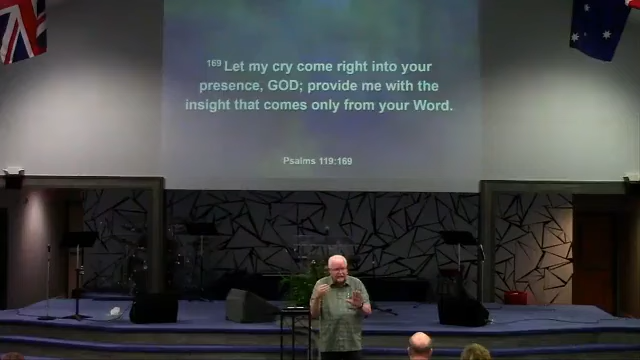 169 Let my cry come right into your
presence, GOD; provide me with the
insight that comes only from your Word.
Psalms 119:169